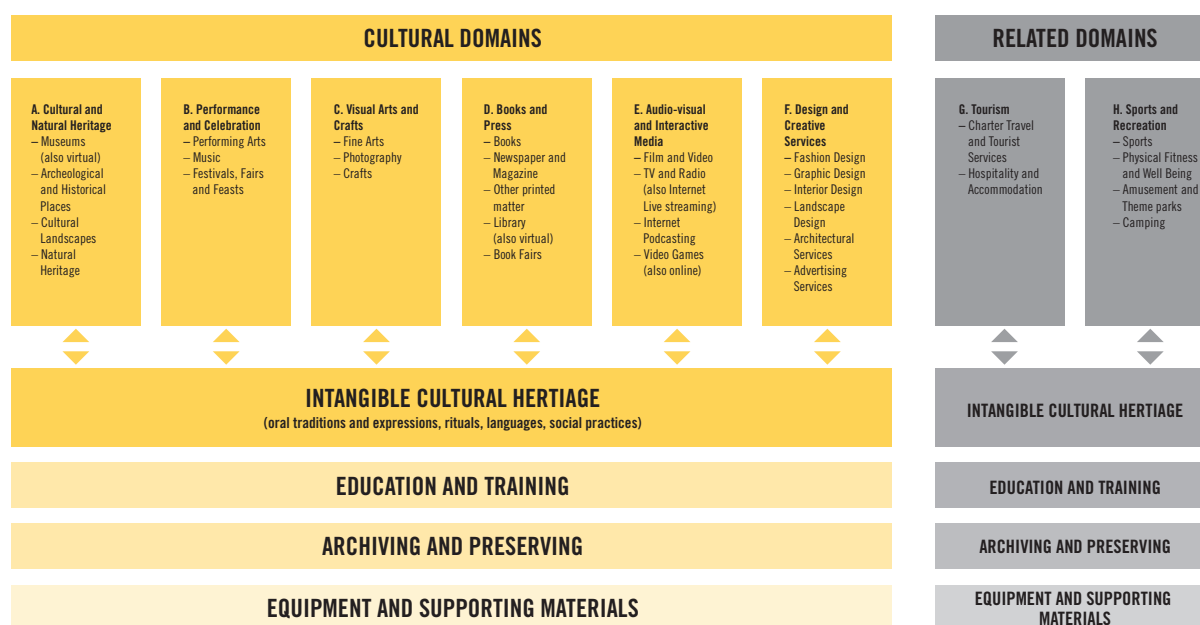 CULTURAL DOMAINS
RELATED DOMAINS
A. Cultural and
Natural Heritage
– Museums
(also virtual)
– Archeological
and Historical
Places
– Cultural
Landscapes
– Natural
Heritage
B. Performance
and Celebration
– Performing Arts
– Music
– Festivals, Fairs
and Feasts
C. Visual Arts and
Crafts
– Fine Arts
– Photography
– Crafts
D. Books and
Press
– Books
– Newspaper and
Magazine
– Other printed
matter
– Library
(also virtual)
– Book Fairs
E. Audio-visual
and Interactive
Media
– Film and Video
– TV and Radio
(also Internet
Live streaming)
– Internet
Podcasting
– Video Games
(also online)
F. Design and
Creative
Services
– Fashion Design
– Graphic Design
– Interior Design
– Landscape
Design
– Architectural
Services
– Advertising
Services
G. Tourism
– Charter Travel
and Tourist
Services
– Hospitality and
Accommodation
H. Sports and
Recreation
– Sports
– Physical Fitness
and Well Being
– Amusement and
Theme parks
– Camping
INTANGIBLE CULTURAL HERTIAGE
(oral traditions and expressions, rituals, languages, social practices)
INTANGIBLE CULTURAL HERTIAGE
EDUCATION AND TRAINING
EDUCATION AND TRAINING
ARCHIVING AND PRESERVING
ARCHIVING AND PRESERVING
EQUIPMENT AND SUPPORTING MATERIALS
EQUIPMENT AND SUPPORTING
MATERIALS